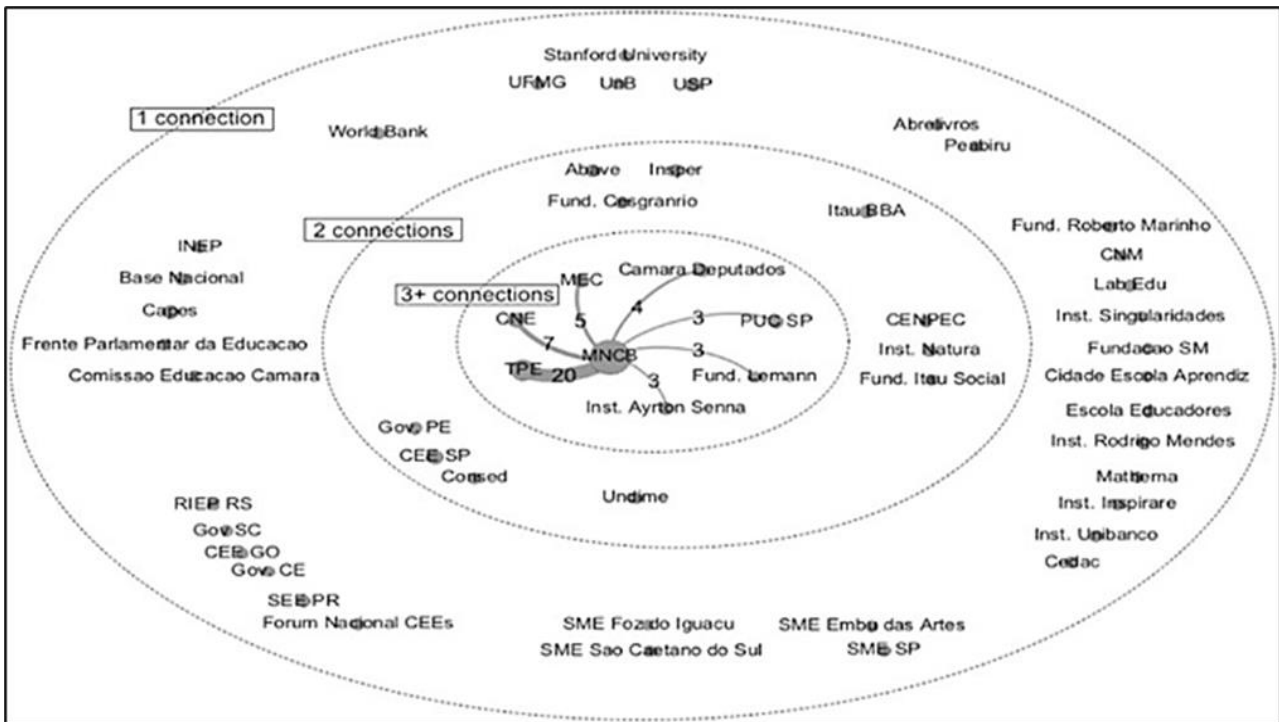 Stanford University
UFMG UnB USP
1 connection
World Bank
Abrelivros
Peabiru
Abave Insper
Fund. Cesgranrio
Itau BBA
2 connections
Fund. Roberto Marinho
INEP
CNM
Base Nacional
Lab Edu
Capes
Inst. Singularidades
Frente Parlamentar da Educacao
Fundacao SM
Comissao Educacao Camara
Cidade Escola Aprendiz
Camara Deputados
MEC
3+ connections
4
CNE
5
3
PUC SP
CENPEC
7
MNCB
3
Inst. Natura
TPE
20
3
Fund. Lemann
Fund. Itau Social
Inst. Ayrton Senna
Escola Educadores
Gov. PE
Inst. Rodrigo Mendes
CEE SP
Consed
Mathema
Undime
RIEP RS
Inst. Inspirare
Gov SC
Inst. Unibanco
CEE GO
Cedac
Gov. CE
SEE PR
Forum Nacional CEEs
SME Foz do Iguacu
SME Embu das Artes
SME Sao Caetano do Sul
SME SP